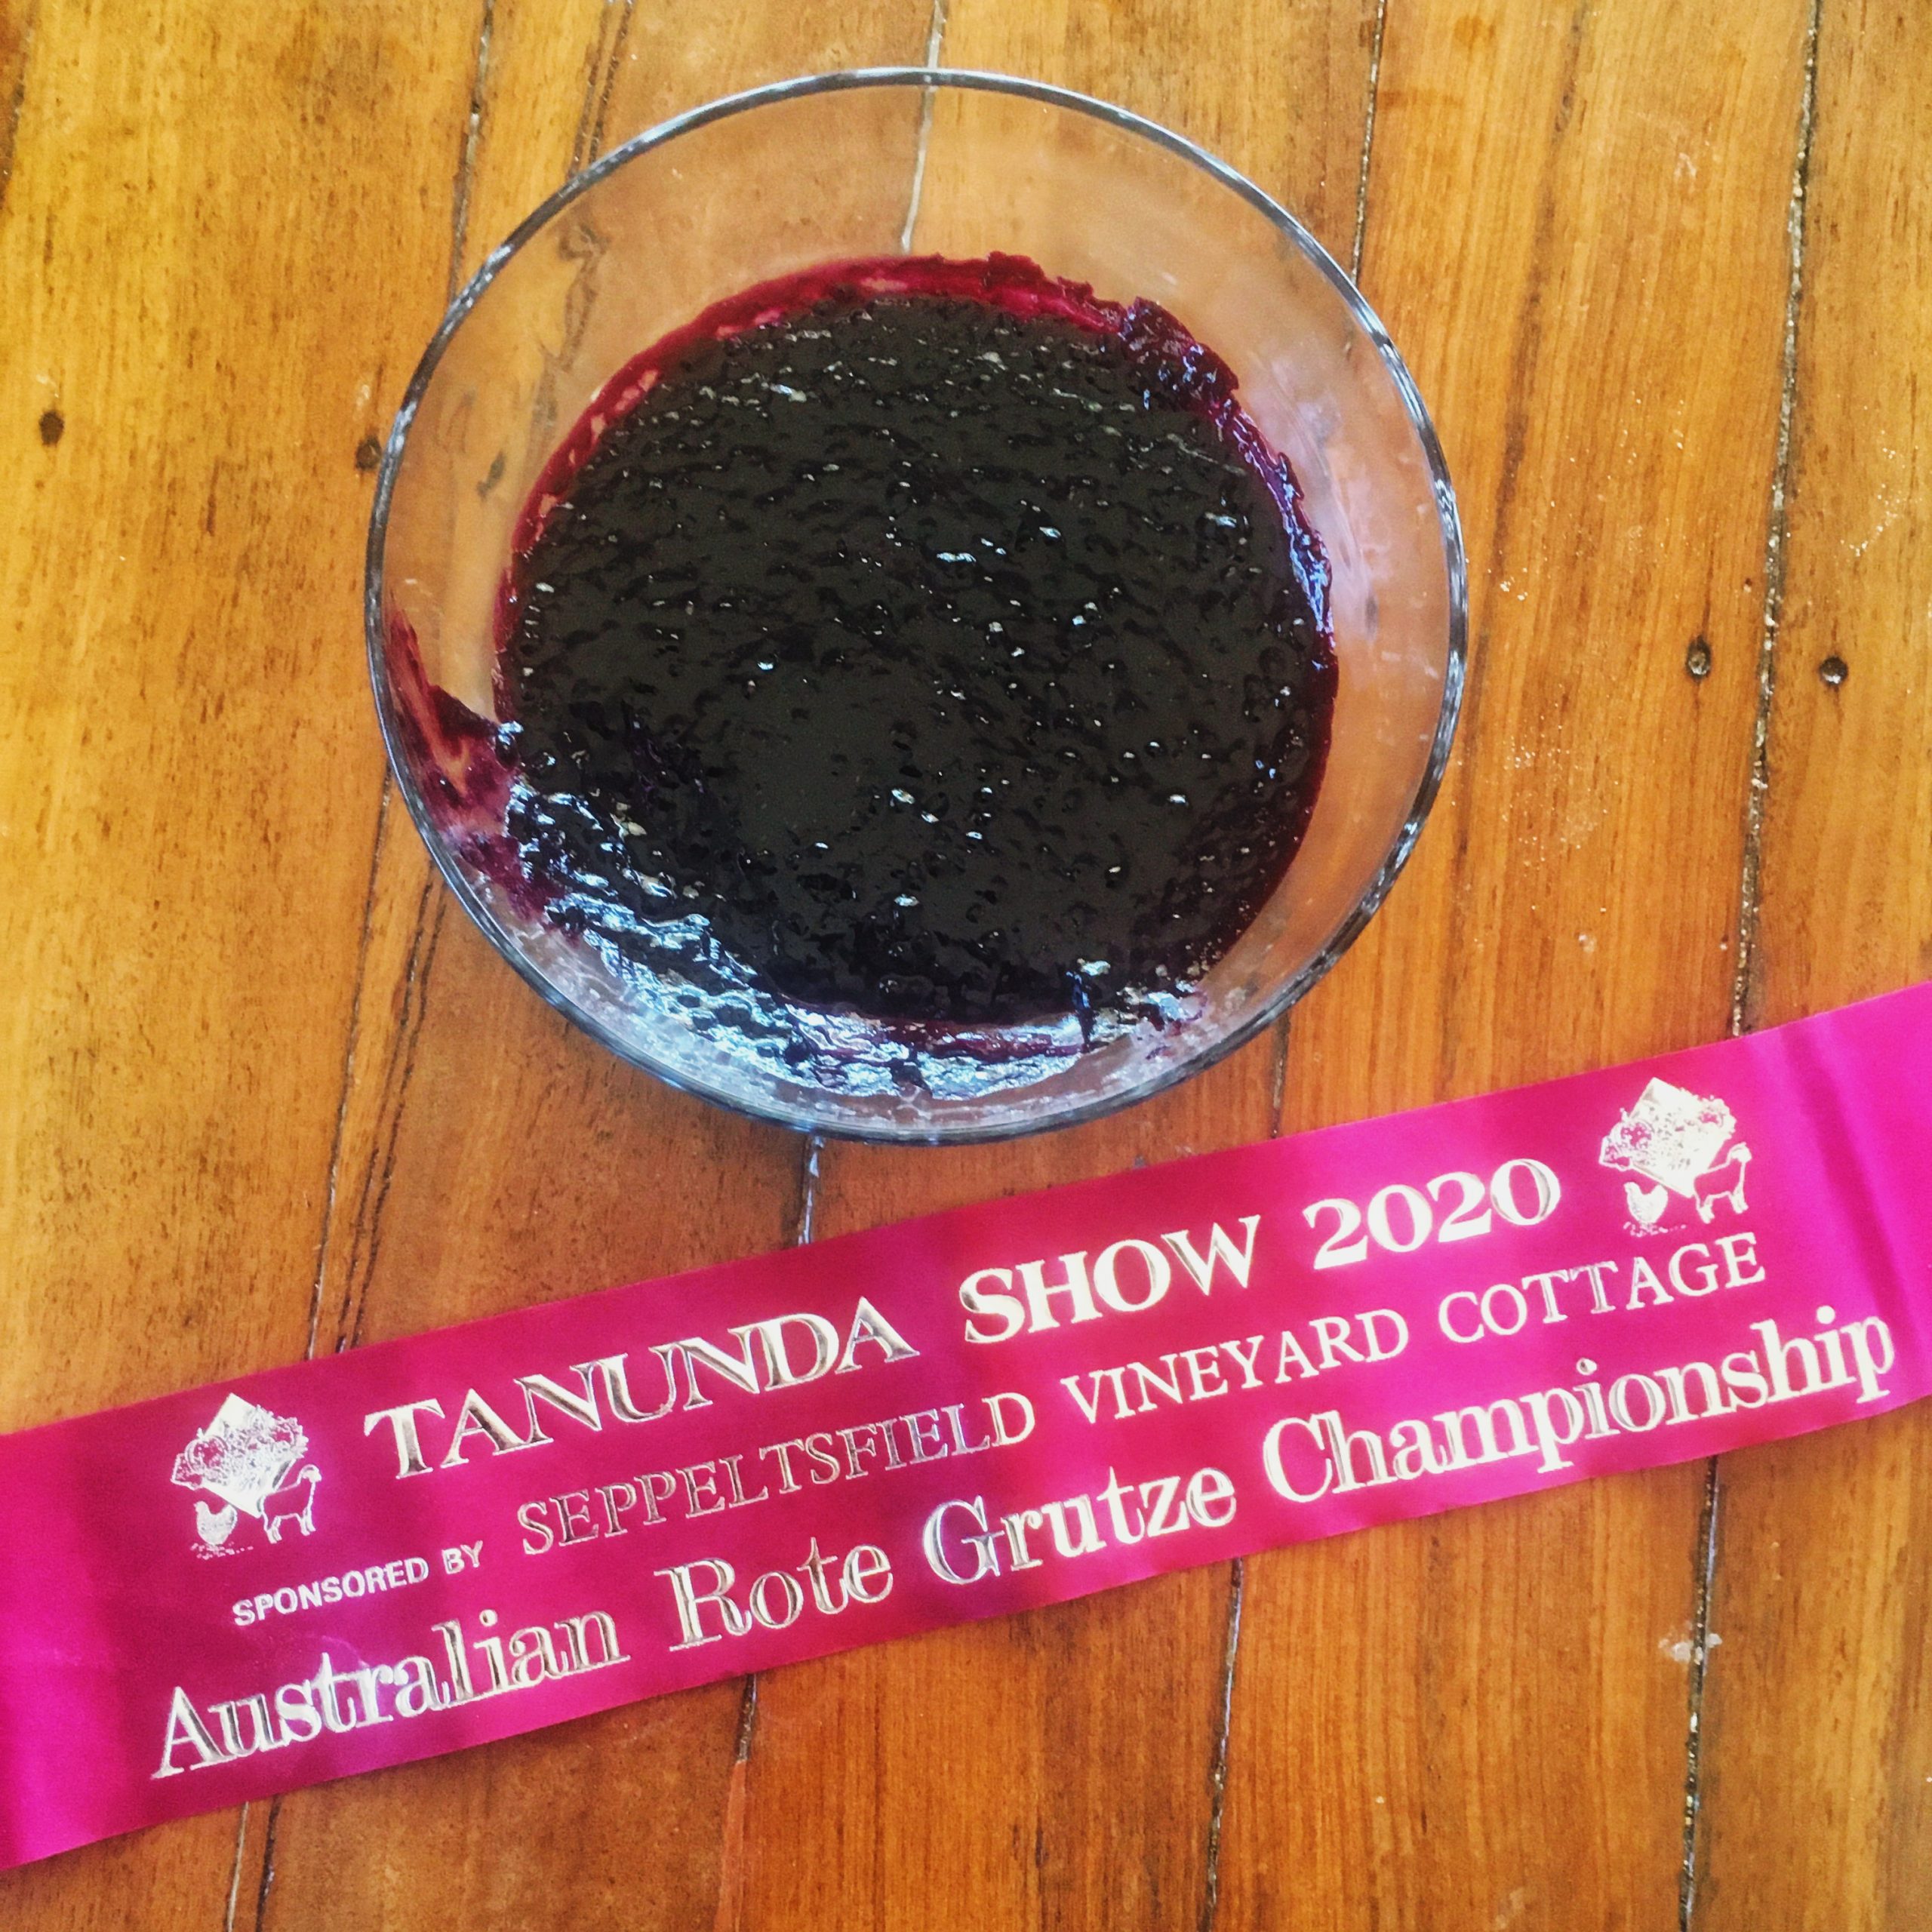 TANUNDA SHOW 2020
SPONSORED BY SEPPELTSFIELD VINEYARD COTTAGE
Australian Rote Grutze Championship